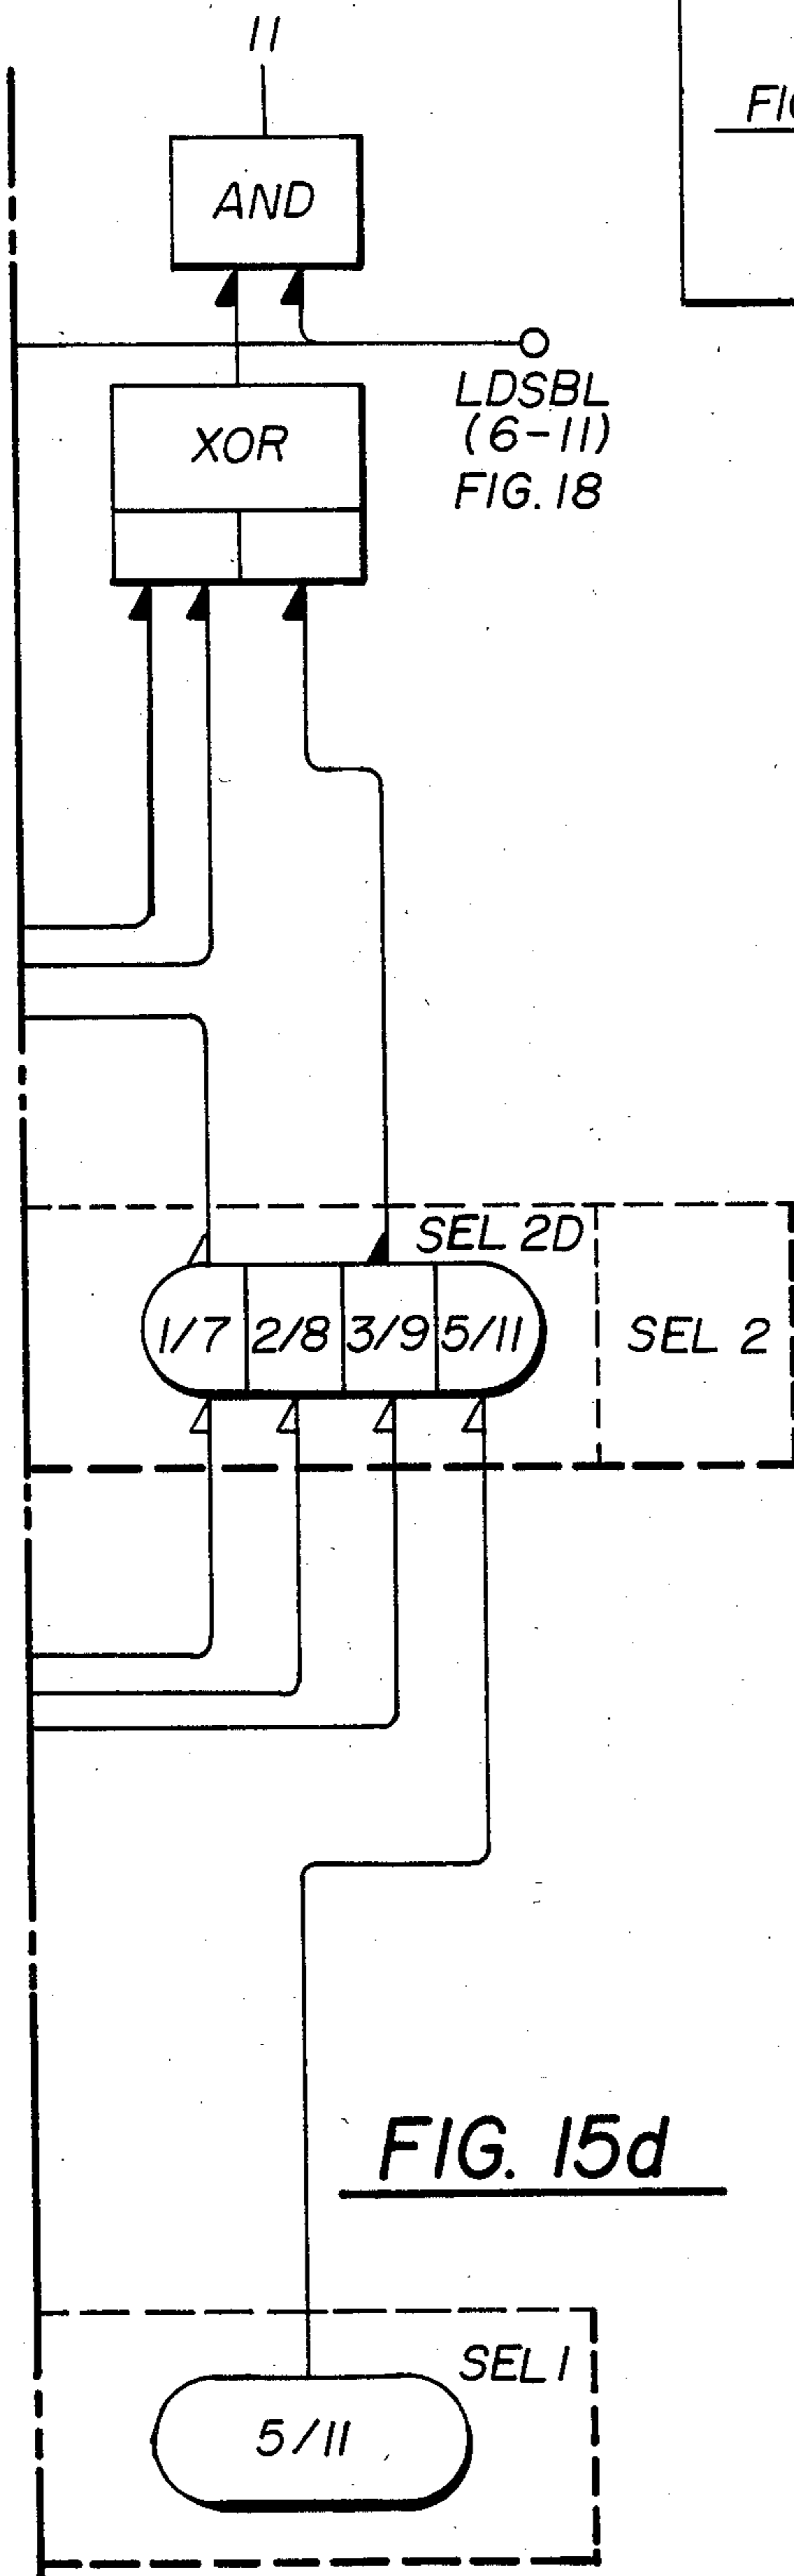 11
FIG
AND
LDSBL
(6-11)
FIG. 18
XOR
SEL 2D
1/7 2/8 3/9 5/11
SEL 2
FIG. 15d
SEL 1
5/11